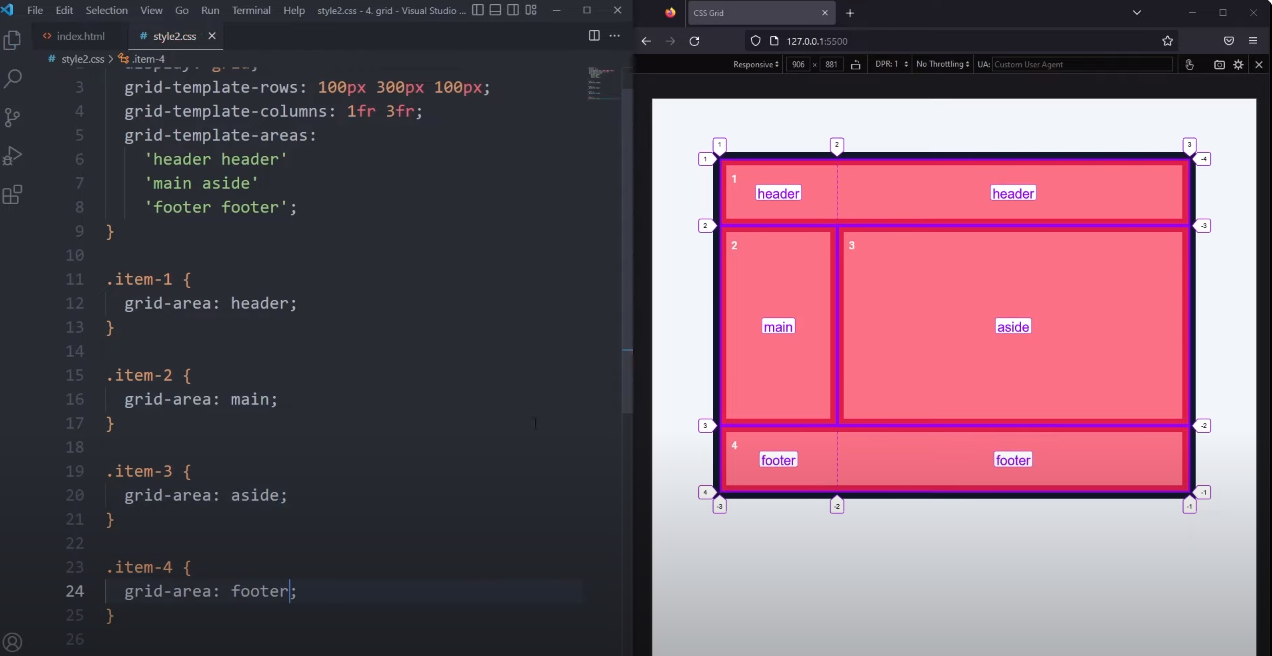 File Edit Selection View Go Run Terminal Help style2.css - 4. grid - Visual Studio ...
index.html # style2.css
# style2.css > .item-4
display: grid;
3 grid-template-rows: 100px 300px 100px;
4 grid-template-columns: 1fr 3fr;
5 grid-template-areas:
6 'header header'
7 'main aside'
8 'footer footer';
9 }
10
11 .item-1 {
12 grid-area: header;
13 }
14
15 .item-2 {
16 grid-area: main;
17 }
18
19 .item-3 {
20 grid-area: aside;
21 }
22
23 .item-4 {
24 grid-area: footer;
25 }
26
CSS Grid
127.0.0.1:5500
Responsive 906 × 881 DPR: 1 No Throttling UA: Custom User Agent
1 2 3
1 -4
1
header header
2 -3
2 3
main aside
3 -2
4
footer footer
4 -1
-3 -2 -1